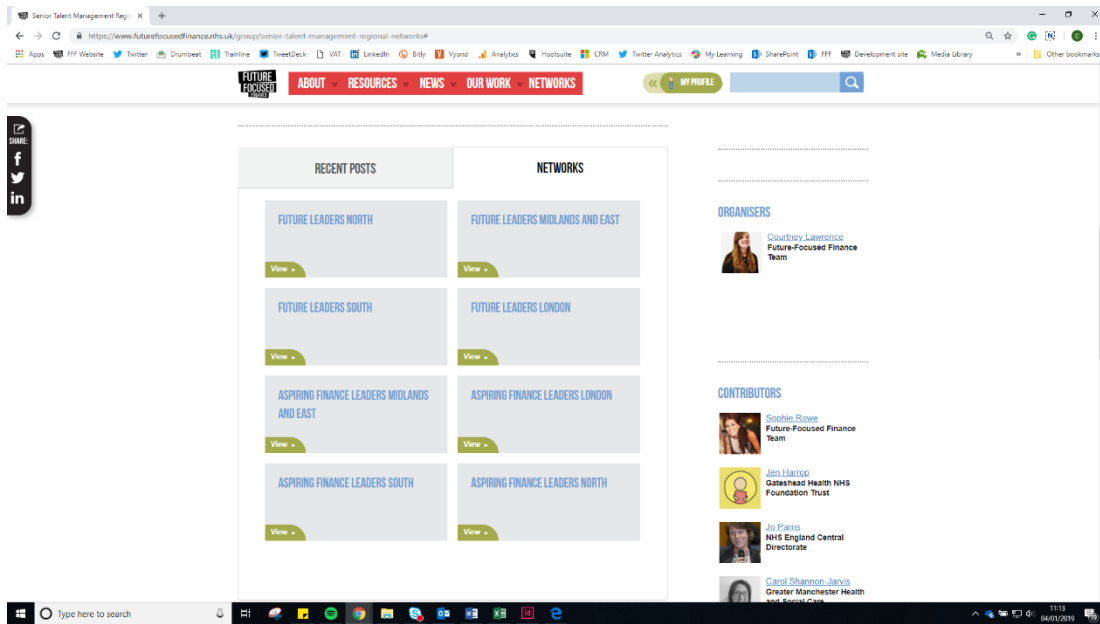 Senior Talent Management Regi
https://www.futurefocusedfinance.nhs.uk/group/senior-talent-management-regional-networks#
Apps FFF Website Twitter Drumbeat Trainline TweetDeck VAT LinkedIn Bitly Vyond Analytics Hootsuite CRM Twitter Analytics My Learning SharePoint FFF Development site Media Library » Other bookmarks
FUTURE
FOCUSED
FINANCE
ABOUT RESOURCES NEWS OUR WORK NETWORKS
MY PROFILE
SHARE:
RECENT POSTS
NETWORKS
FUTURE LEADERS NORTH
View
FUTURE LEADERS MIDLANDS AND EAST
View
FUTURE LEADERS SOUTH
View
FUTURE LEADERS LONDON
View
ASPIRING FINANCE LEADERS MIDLANDS
AND EAST
View
ASPIRING FINANCE LEADERS LONDON
View
ASPIRING FINANCE LEADERS SOUTH
View
ASPIRING FINANCE LEADERS NORTH
View
ORGANISERS
Courtney Lawrence
Future-Focused Finance
Team
CONTRIBUTORS
Sophie Rowe
Future-Focused Finance
Team
Jen Harrop
Gateshead Health NHS
Foundation Trust
Jo Parris
NHS England Central
Directorate
Carol Shannon-Jarvis
Greater Manchester Health
and Social Care
Type here to search
11:13
04/01/2019